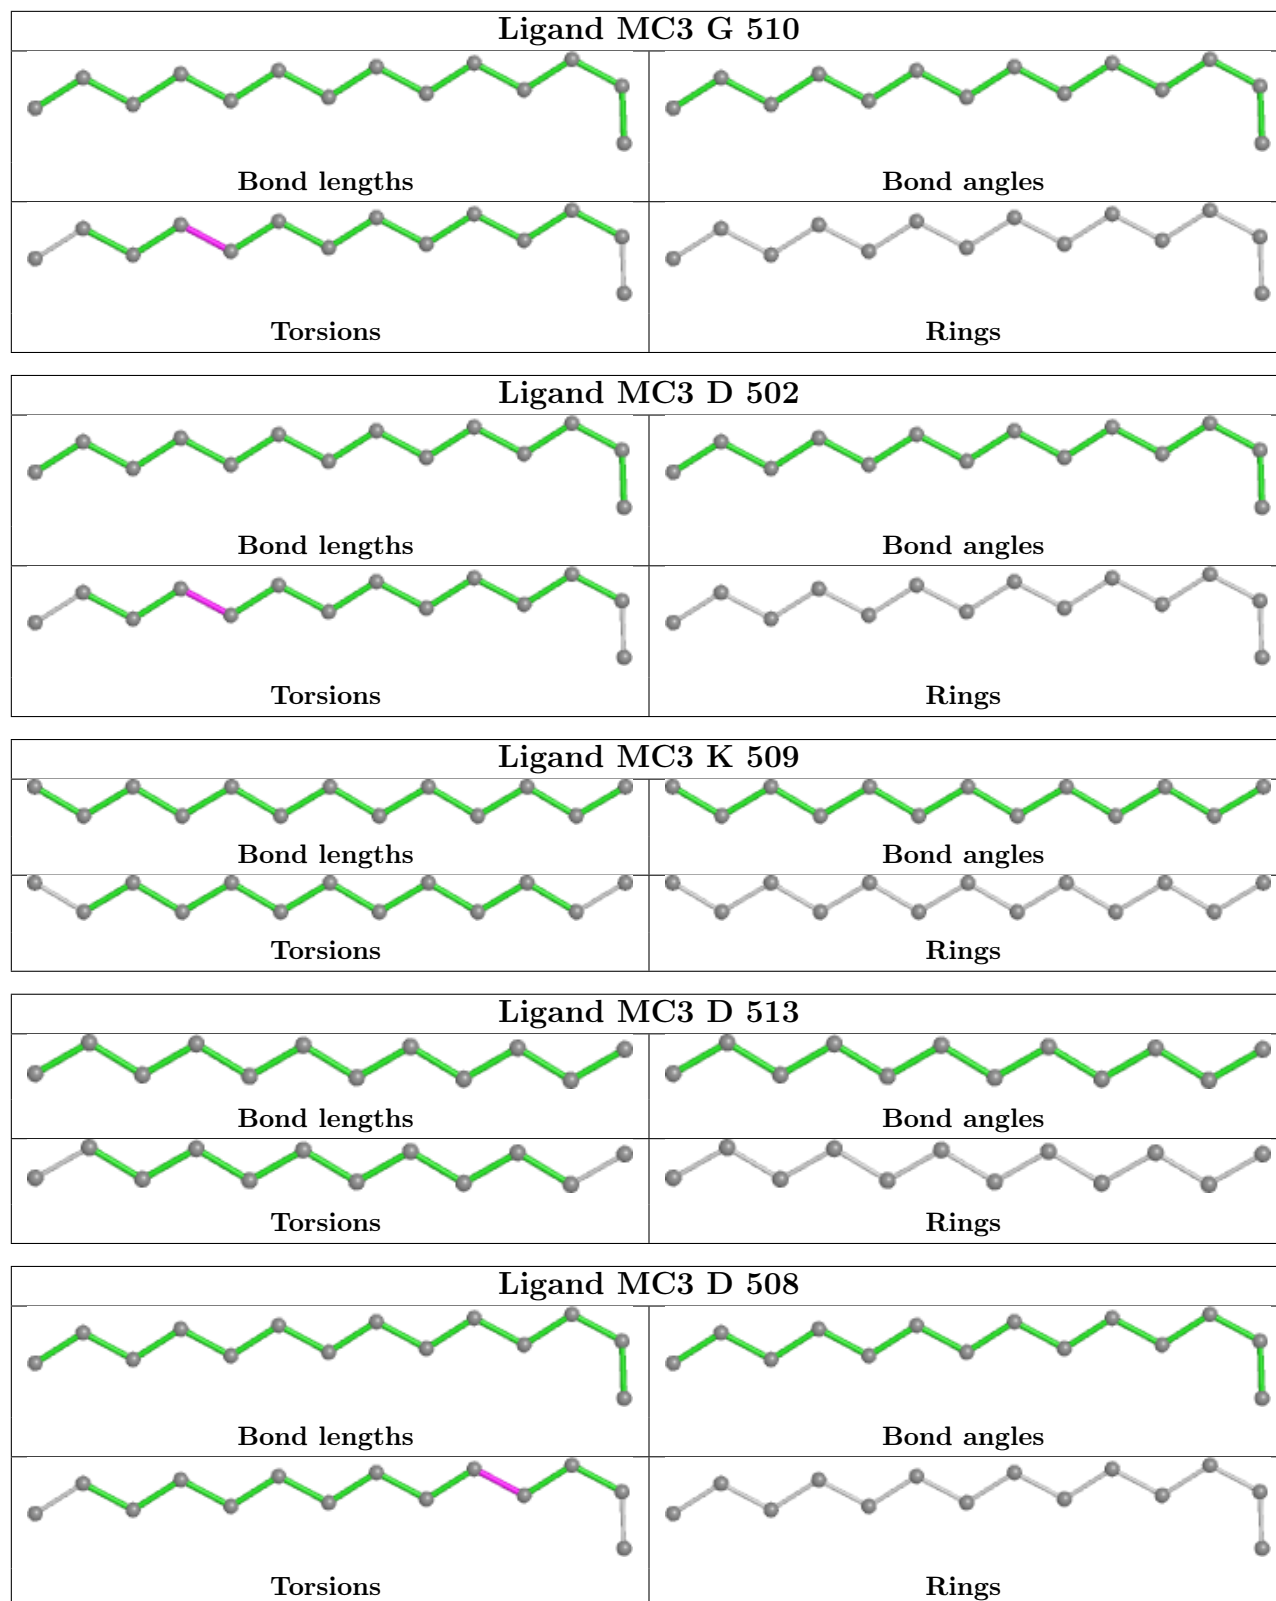 Ligand MC3 G 510
Bond lengths Bond angles
Torsions Rings
Ligand MC3 D 502
Bond lengths Bond angles
Torsions Rings
Ligand MC3 K 509
Bond lengths Bond angles
Torsions Rings
Ligand MC3 D 513
Bond lengths Bond angles
Torsions Rings
Ligand MC3 D 508
Bond lengths Bond angles
Torsions Rings